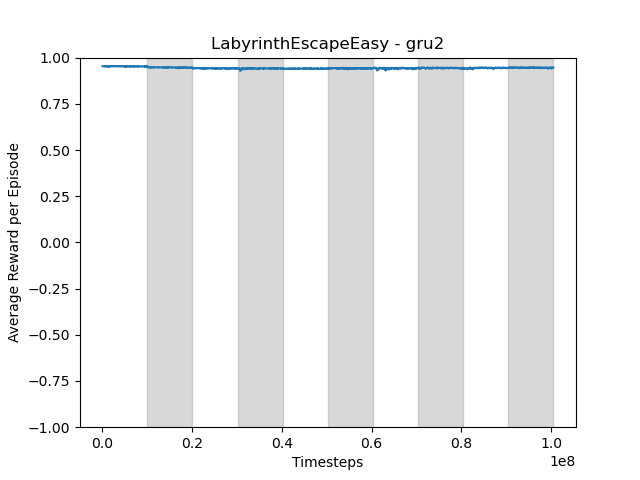 LabyrinthEscapeEasy - gru2
1.00
0.75
0.50
0.25
0.00
−0.25
−0.50
−0.75
−1.00
Average Reward per Episode
0.0 0.2 0.4 0.6 0.8 1.0
1e8
Timesteps